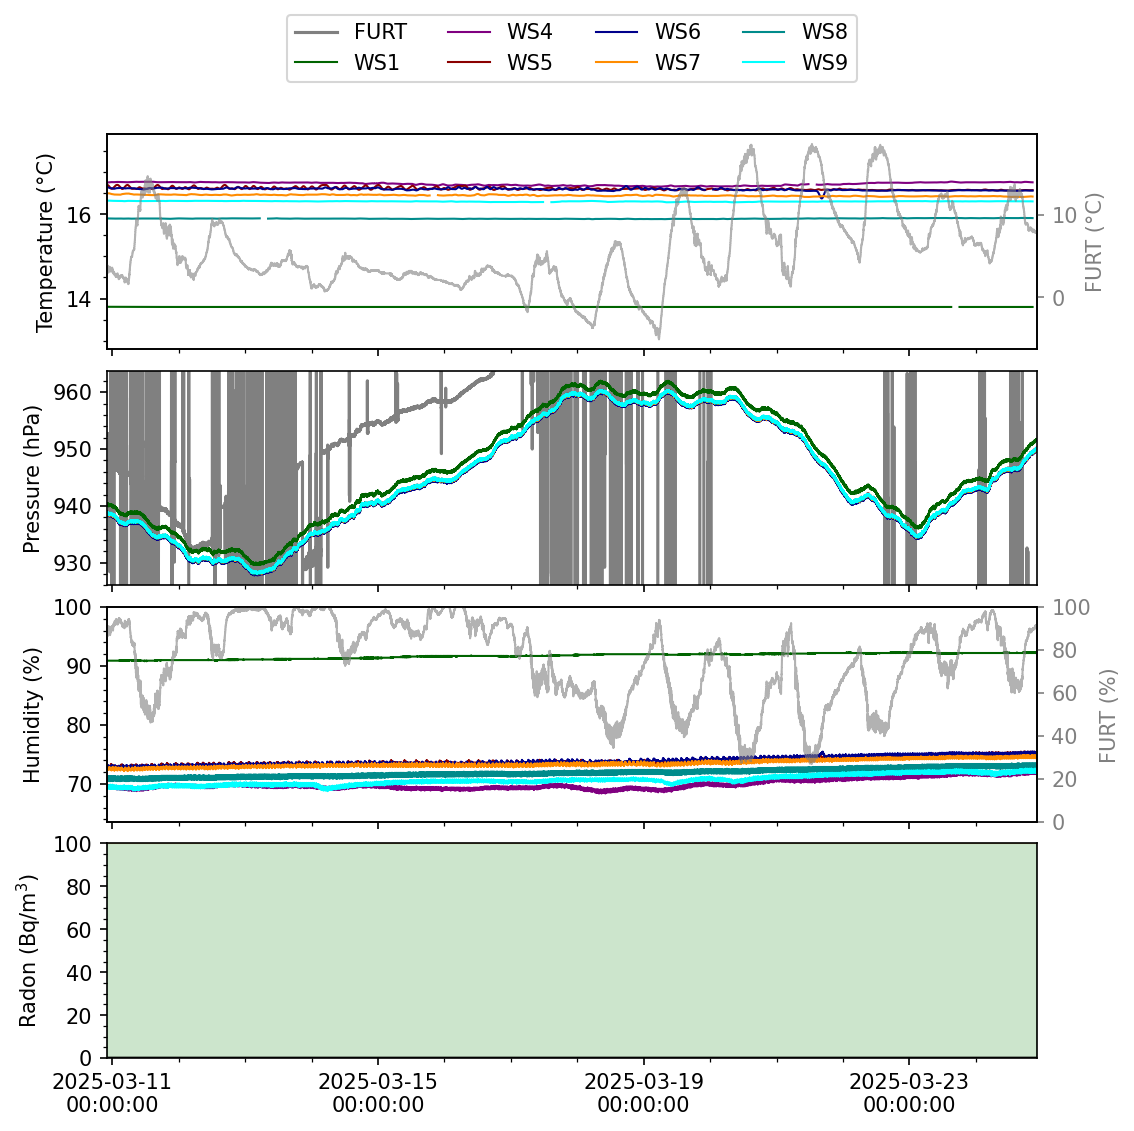 FURT WS4 WS6 WS8
WS1 WS5 WS7 WS9
Temperature (°C)
16
14
10
0
FURT (°C)
Pressure (hPa)
960
950
940
930
Humidity (%)
100
90
80
70
100
80
60
40
20
0
FURT (%)
Radon (Bq/m³)
100
80
60
40
20
0
2025-03-11 2025-03-15 2025-03-19 2025-03-23
00:00:00 00:00:00 00:00:00 00:00:00